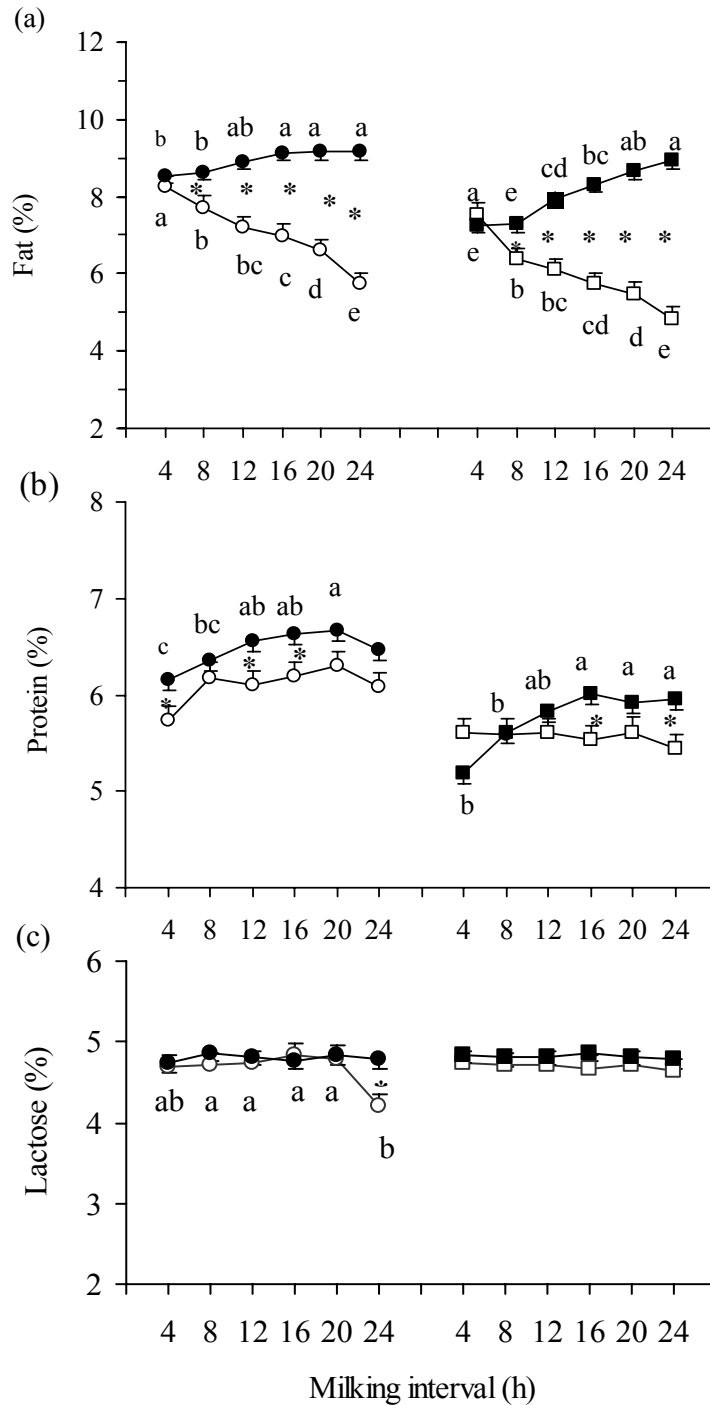 (a)
12
10
8
6
4
2
Fat (%)
b b ab a a a
* * * * *
a b bc c d e
a e cd bc ab a
* * * * *
e b bc cd d e
4 8 12 16 20 24 4 8 12 16 20 24
(b)
8
7
6
5
4
Protein (%)
c bc ab ab a
* * *
b ab a a a
* *
b
4 8 12 16 20 24 4 8 12 16 20 24
(c)
6
5
4
3
2
Lactose (%)
*
ab a a a a
b
4 8 12 16 20 24 4 8 12 16 20 24
Milking interval (h)